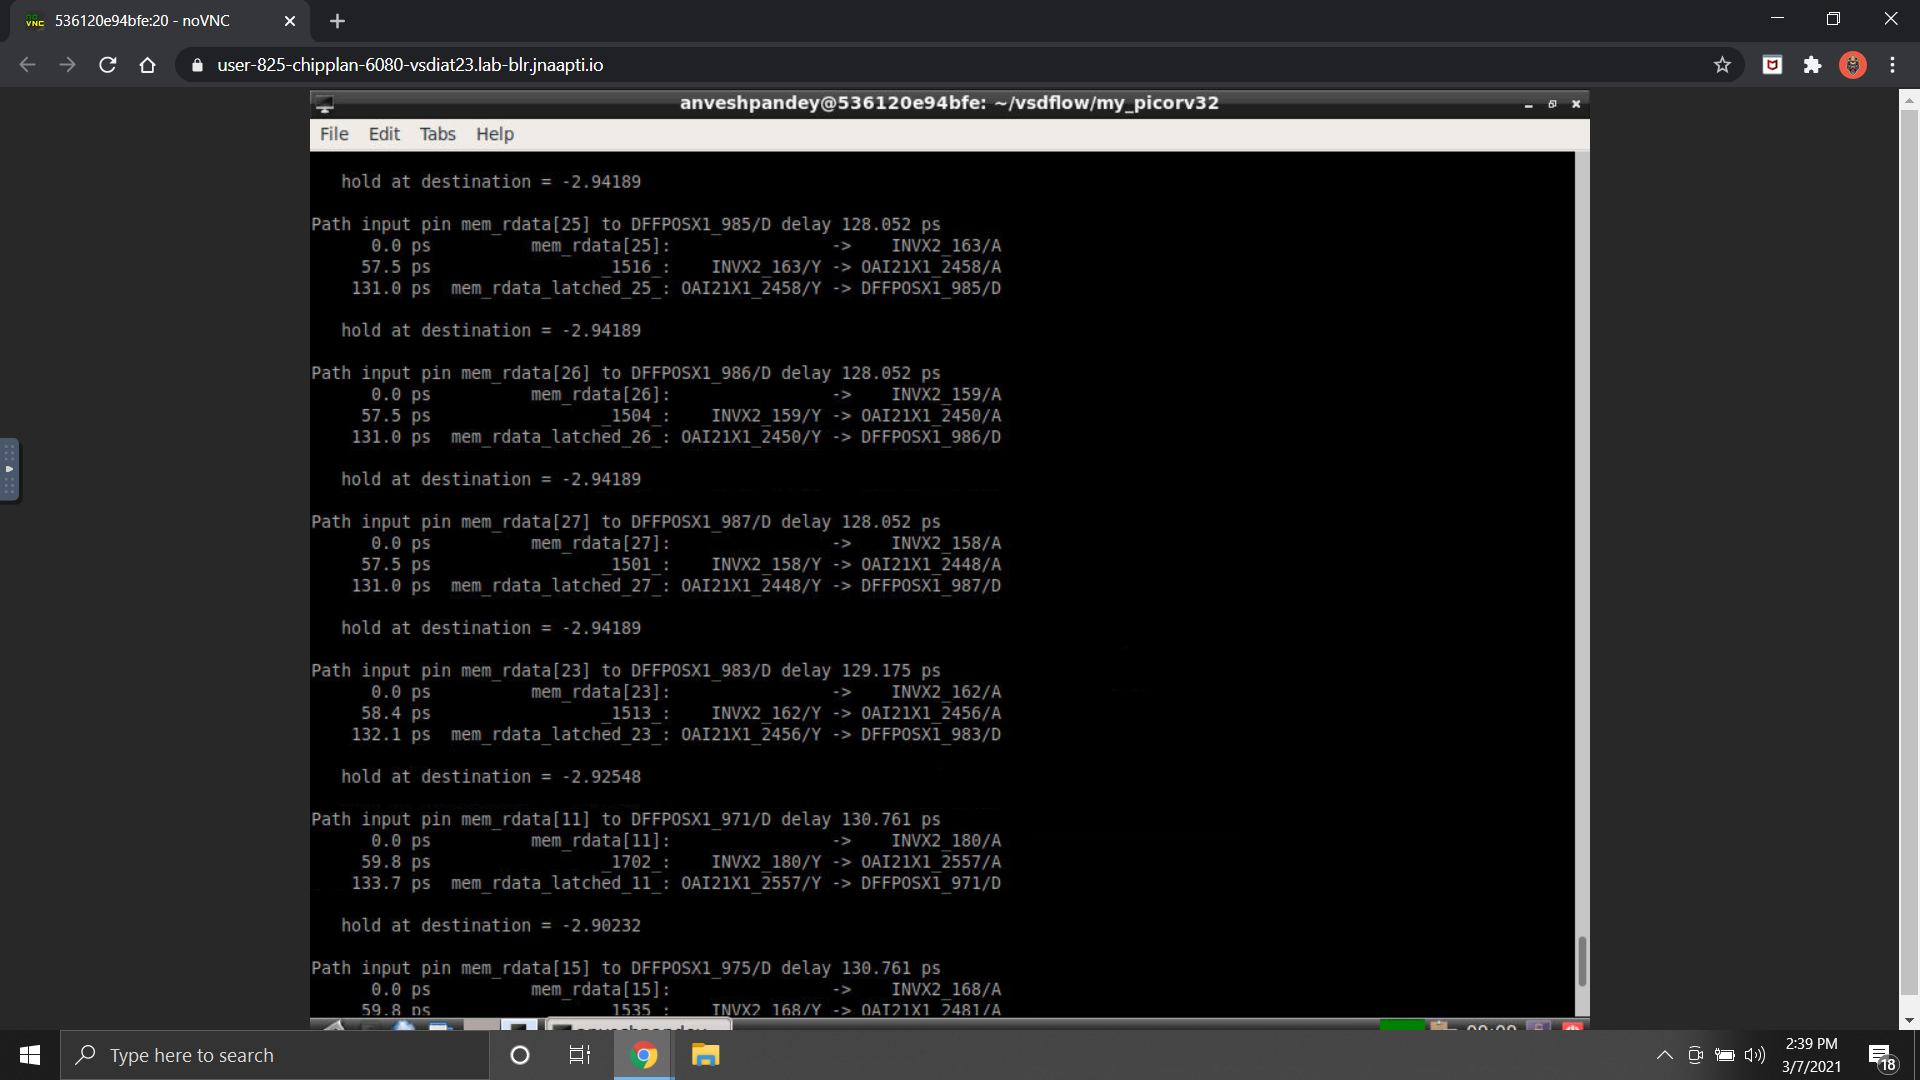 536120e94bfe:20 - noVNC
user-825-chipplan-6080-vsdiat23.lab-blr.jnaapti.io
anveshpandey@536120e94bfe: ~/vsdflow/my_picorv32
File Edit Tabs Help
hold at destination = -2.94189
Path input pin mem_rdata[25] to DFFPOSX1_985/D delay 128.052 ps
0.0 ps mem_rdata[25]: -> INVX2_163/A
57.5 ps _1516_: INVX2_163/Y -> OAI21X1_2458/A
131.0 ps mem_rdata_latched_25_: OAI21X1_2458/Y -> DFFPOSX1_985/D
hold at destination = -2.94189
Path input pin mem_rdata[26] to DFFPOSX1_986/D delay 128.052 ps
0.0 ps mem_rdata[26]: -> INVX2_159/A
57.5 ps _1504_: INVX2_159/Y -> OAI21X1_2450/A
131.0 ps mem_rdata_latched_26_: OAI21X1_2450/Y -> DFFPOSX1_986/D
hold at destination = -2.94189
Path input pin mem_rdata[27] to DFFPOSX1_987/D delay 128.052 ps
0.0 ps mem_rdata[27]: -> INVX2_158/A
57.5 ps _1501_: INVX2_158/Y -> OAI21X1_2448/A
131.0 ps mem_rdata_latched_27_: OAI21X1_2448/Y -> DFFPOSX1_987/D
hold at destination = -2.94189
Path input pin mem_rdata[23] to DFFPOSX1_983/D delay 129.175 ps
0.0 ps mem_rdata[23]: -> INVX2_162/A
58.4 ps _1513_: INVX2_162/Y -> OAI21X1_2456/A
132.1 ps mem_rdata_latched_23_: OAI21X1_2456/Y -> DFFPOSX1_983/D
hold at destination = -2.92548
Path input pin mem_rdata[11] to DFFPOSX1_971/D delay 130.761 ps
0.0 ps mem_rdata[11]: -> INVX2_180/A
59.8 ps _1702_: INVX2_180/Y -> OAI21X1_2557/A
133.7 ps mem_rdata_latched_11_: OAI21X1_2557/Y -> DFFPOSX1_971/D
hold at destination = -2.90232
Path input pin mem_rdata[15] to DFFPOSX1_975/D delay 130.761 ps
0.0 ps mem_rdata[15]: -> INVX2_168/A
59.8 ps _1535_: INVX2_168/Y -> OAI21X1_2481/A
Type here to search
2:39 PM
3/7/2021
18